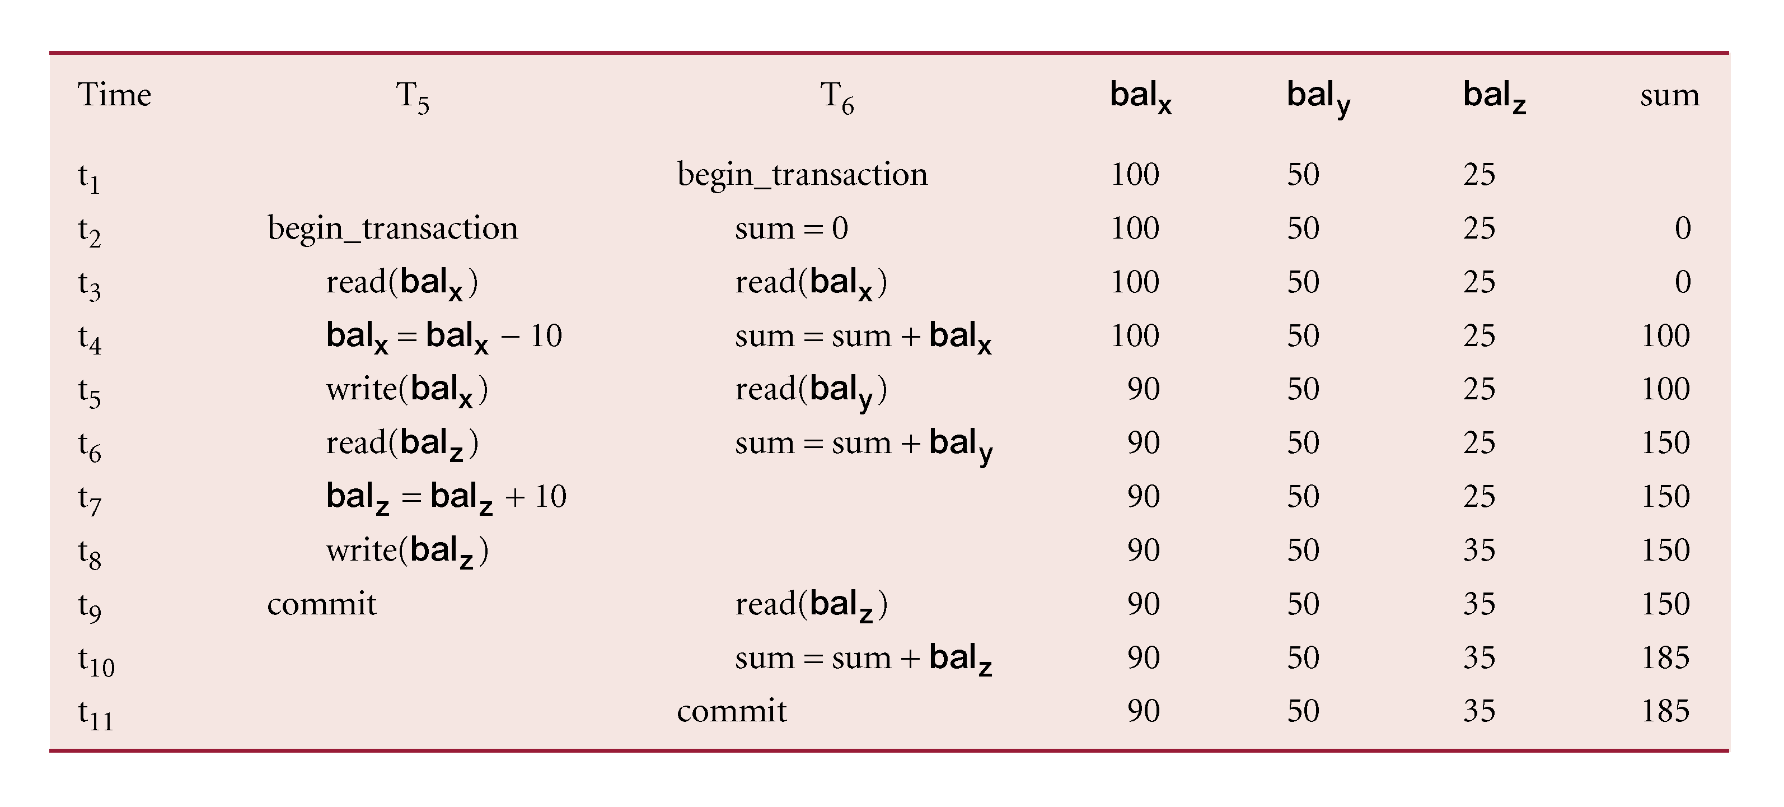 Time T5 T6 balx baly balz sum
t1 begin_transaction 100 50 25
t2 begin_transaction sum = 0 100 50 25 0
t3 read(balx) read(balx) 100 50 25 0
t4 balx = balx − 10 sum = sum + balx 100 50 25 100
t5 write(balx) read(baly) 90 50 25 100
t6 read(balz) sum = sum + baly 90 50 25 150
t7 balz = balz + 10 90 50 25 150
t8 write(balz) 90 50 35 150
t9 commit read(balz) 90 50 35 150
t10 sum = sum + balz 90 50 35 185
t11 commit 90 50 35 185